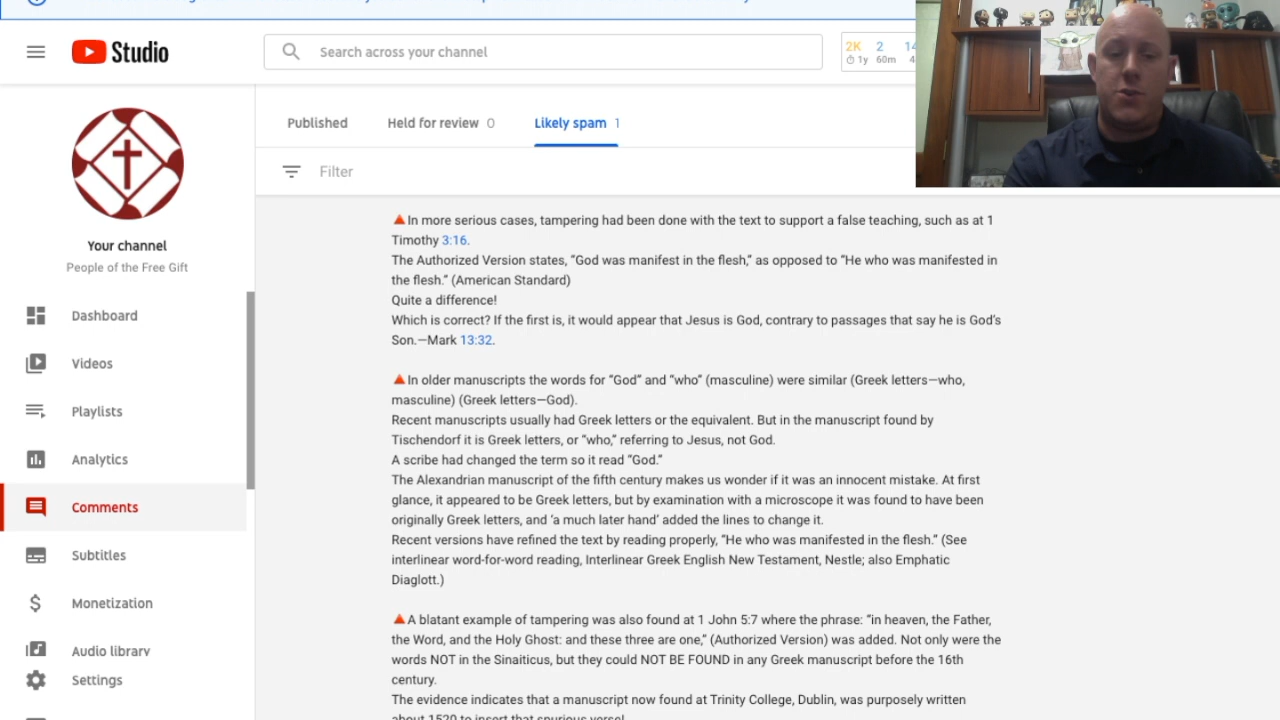 Studio
Search across your channel
2K 2 14
1y 60m 4
Published Held for review 0 Likely spam 1
Filter
Your channel
People of the Free Gift
Dashboard
Videos
Playlists
Analytics
Comments
Subtitles
Monetization
Audio library
Settings
In more serious cases, tampering had been done with the text to support a false teaching, such as at 1
Timothy 3:16.
The Authorized Version states, “God was manifest in the flesh,” as opposed to “He who was manifested in
the flesh.” (American Standard)
Quite a difference!
Which is correct? If the first is, it would appear that Jesus is God, contrary to passages that say he is God’s
Son.—Mark 13:32.
In older manuscripts the words for “God” and “who” (masculine) were similar (Greek letters—who,
masculine) (Greek letters—God).
Recent manuscripts usually had Greek letters or the equivalent. But in the manuscript found by
Tischendorf it is Greek letters, or “who,” referring to Jesus, not God.
A scribe had changed the term so it read “God.”
The Alexandrian manuscript of the fifth century makes us wonder if it was an innocent mistake. At first
glance, it appeared to be Greek letters, but by examination with a microscope it was found to have been
originally Greek letters, and ‘a much later hand’ added the lines to change it.
Recent versions have refined the text by reading properly, “He who was manifested in the flesh.” (See
interlinear word-for-word reading, Interlinear Greek English New Testament, Nestle; also Emphatic
Diaglott.)
A blatant example of tampering was also found at 1 John 5:7 where the phrase: “in heaven, the Father,
the Word, and the Holy Ghost: and these three are one,” (Authorized Version) was added. Not only were the
words NOT in the Sinaiticus, but they could NOT BE FOUND in any Greek manuscript before the 16th
century.
The evidence indicates that a manuscript now found at Trinity College, Dublin, was purposely written
about 1520 to insert that spurious verse!